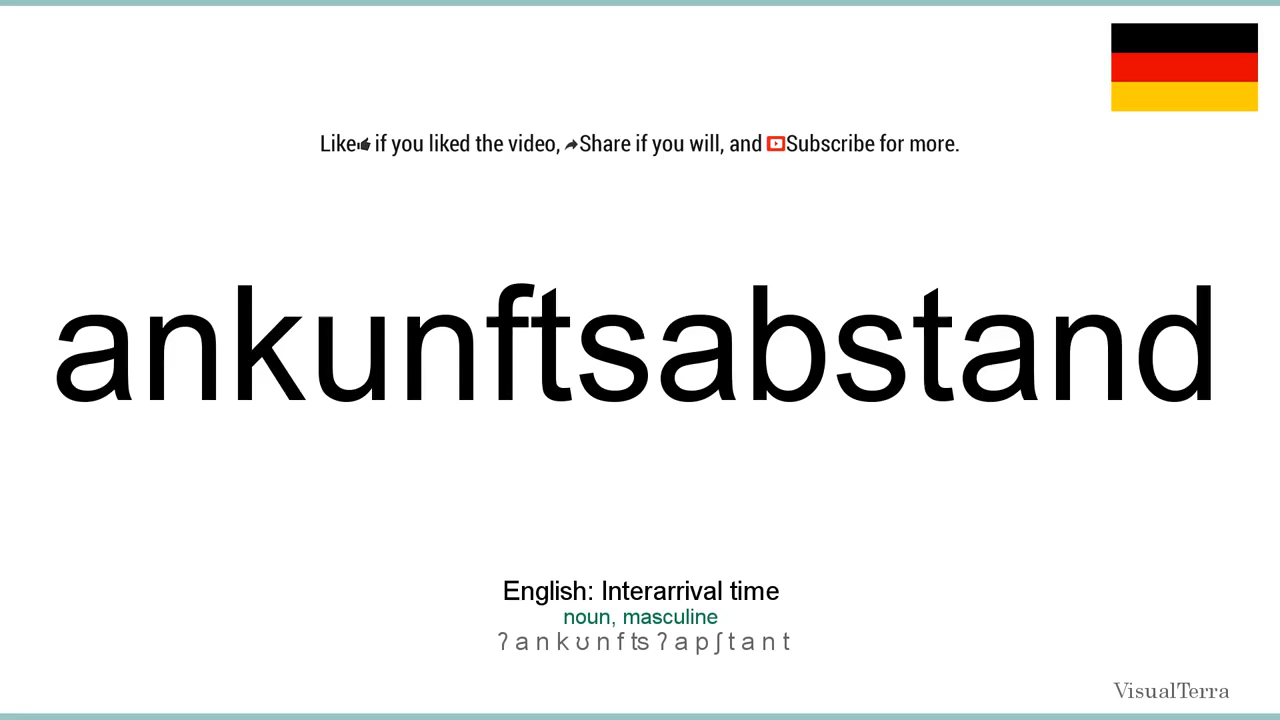 Like if you liked the video, Share if you will, and Subscribe for more.
ankunftsabstand
English: Interarrival time
noun, masculine
ʔ a n k ʊ n f ʦ ʔ a p ʃ t a n t
VisualTerra